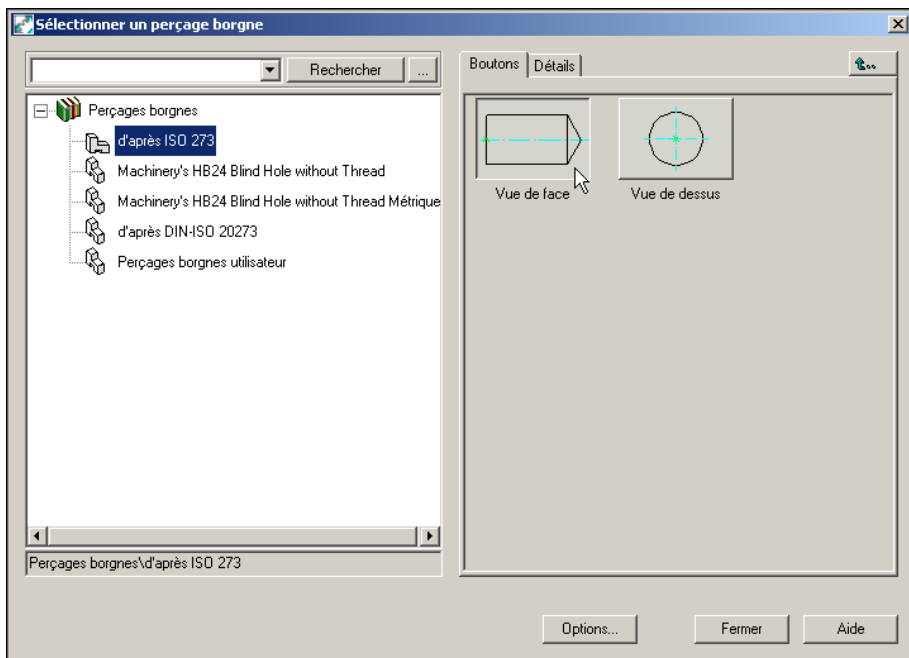 Sélectionner un perçage borgne
Rechercher
...
Perçages borgnes
d'après ISO 273
Machinery's HB24 Blind Hole without Thread
Machinery's HB24 Blind Hole without Thread Métrique
d'après DIN-ISO 20273
Perçages borgnes utilisateur
Perçages borgnes\d'après ISO 273
Boutons Détails
Vue de face Vue de dessus
Options... Fermer Aide